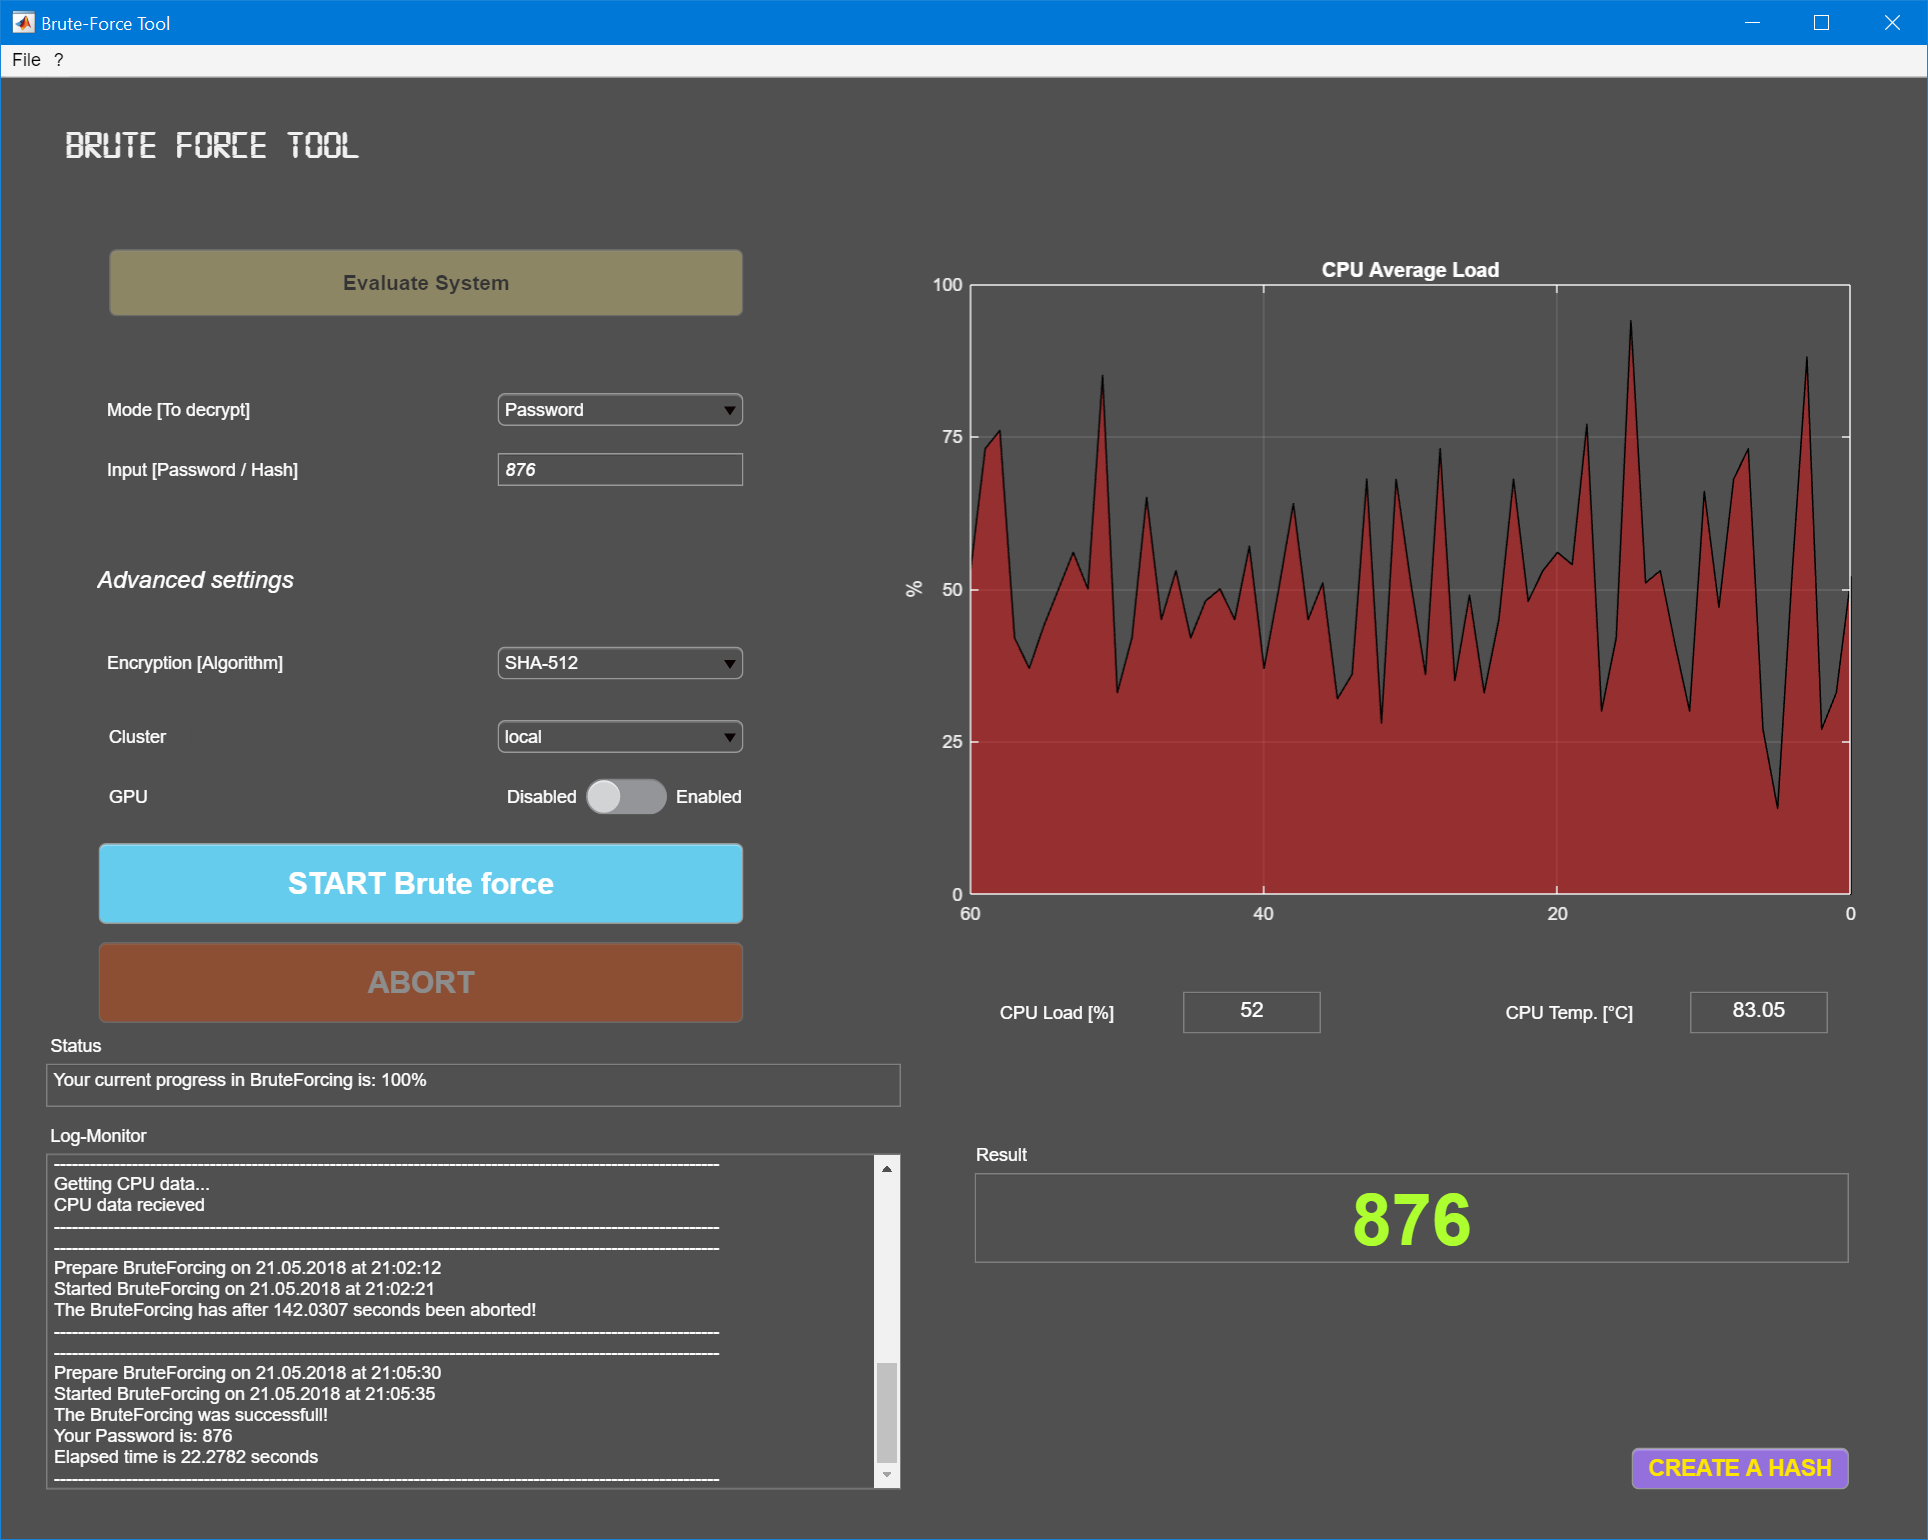 Brute-Force Tool
File ?
BRUTE FORCE TOOL
Evaluate System
Mode [To decrypt] Password
Input [Password / Hash] 876
Advanced settings
Encryption [Algorithm] SHA-512
Cluster local
GPU Disabled Enabled
START Brute force
ABORT
Status
Your current progress in BruteForcing is: 100%
Log-Monitor
Getting CPU data...
CPU data recieved
Prepare BruteForcing on 21.05.2018 at 21:02:12
Started BruteForcing on 21.05.2018 at 21:02:21
The BruteForcing has after 142.0307 seconds been aborted!
Prepare BruteForcing on 21.05.2018 at 21:05:30
Started BruteForcing on 21.05.2018 at 21:05:35
The BruteForcing was successfull!
Your Password is: 876
Elapsed time is 22.2782 seconds
CPU Average Load
100
75
%
50
25
0
60 40 20 0
CPU Load [%] 52 CPU Temp. [°C] 83.05
Result
876
CREATE A HASH